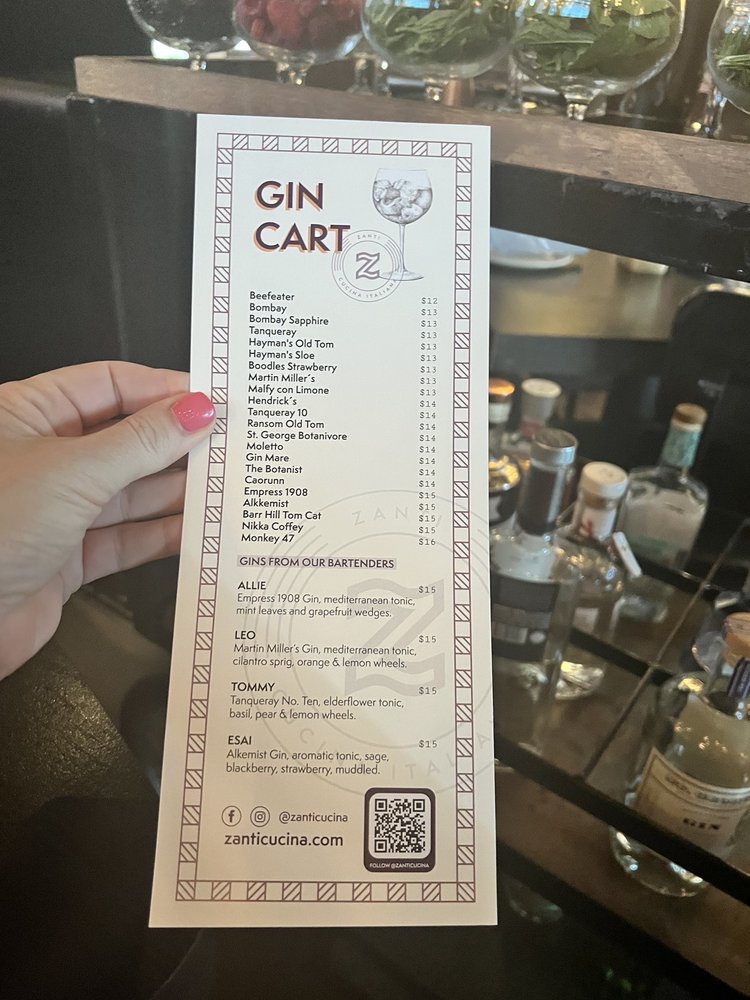 GIN
CART
ZANTI
Z
CUCINA ITALIANA
Beefeater $12
Bombay $13
Bombay Sapphire $13
Tanqueray $13
Hayman's Old Tom $13
Hayman's Sloe $13
Boodles Strawberry $13
Martin Miller´s $13
Malfy con Limone $13
Hendrick´s $14
Tanqueray 10 $14
Ransom Old Tom $14
St. George Botanivore $14
Moletto $14
Gin Mare $14
The Botanist $14
Caorunn $14
Empress 1908 $15
Alkkemist $15
Barr Hill Tom Cat $15
Nikka Coffey $15
Monkey 47 $16
GINS FROM OUR BARTENDERS
ALLIE $15
Empress 1908 Gin, mediterranean tonic,
mint leaves and grapefruit wedges.
LEO $15
Martin Miller's Gin, mediterranean tonic,
cilantro sprig, orange & lemon wheels.
TOMMY $15
Tanqueray No. Ten, elderflower tonic,
basil, pear & lemon wheels.
ESAI $15
Alkemist Gin, aromatic tonic, sage,
blackberry, strawberry, muddled.
@zanticucina
zanticucina.com
FOLLOW @ZANTICUCINA
GIN